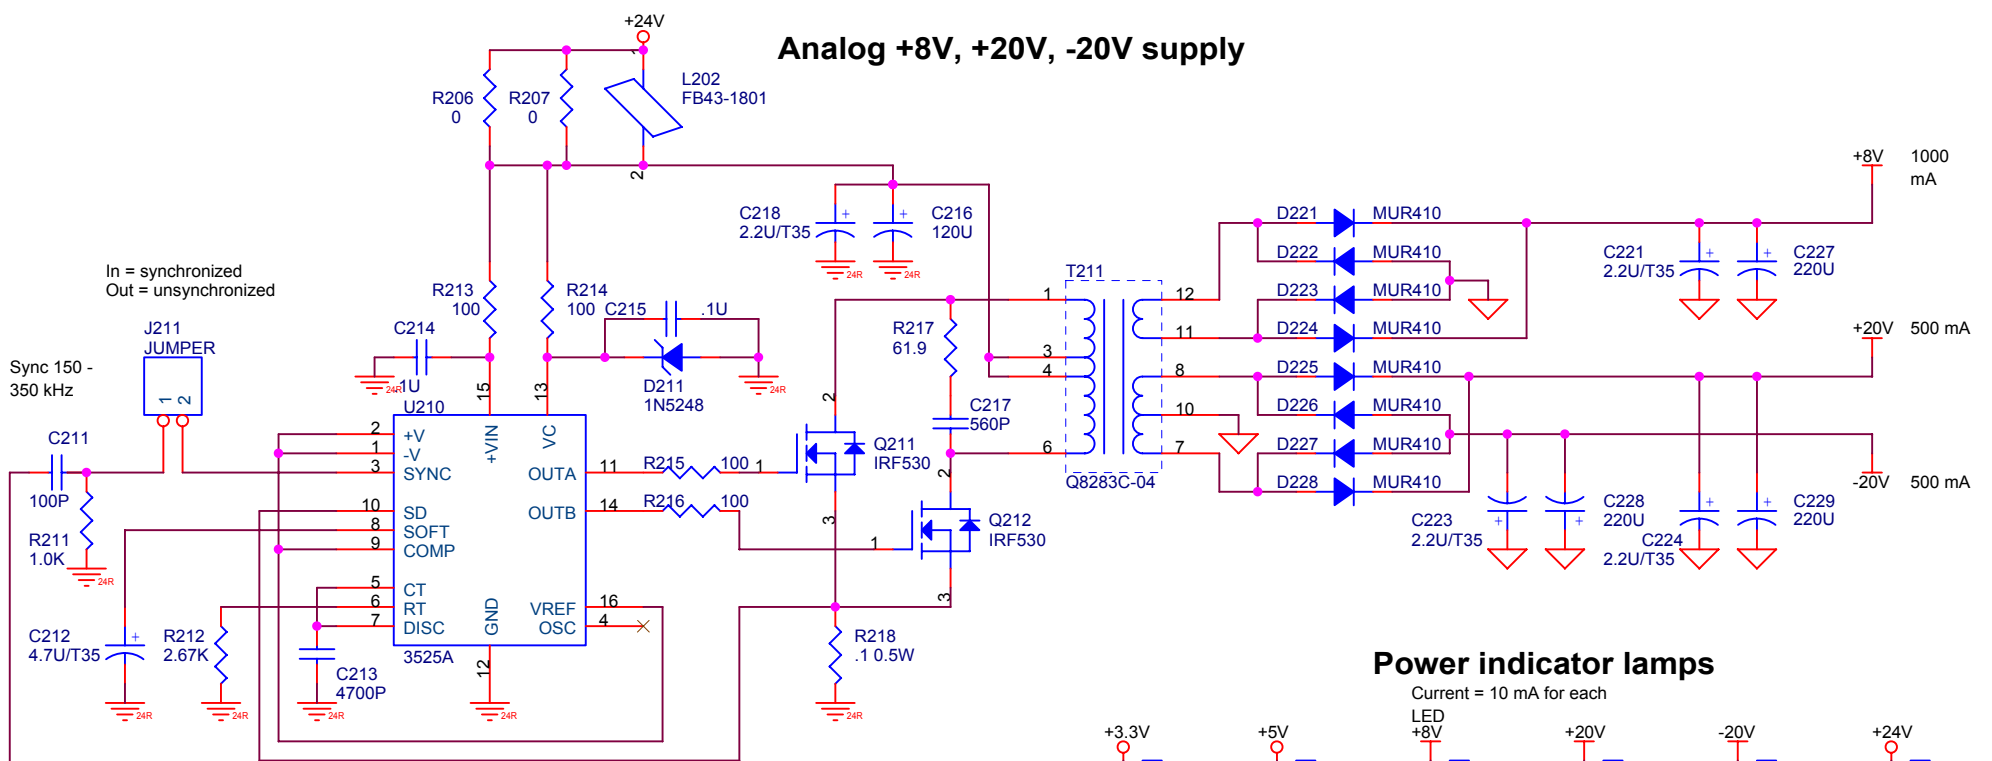 Analog +8V, +20V, -20V supply
+24V
1
L202
FB43-1801
R206
0
R207
0
2
+8V
1000
mA
C218
2.2U/T35
+
C216
120U
+
24R
24R
D221
MUR410
D222
MUR410
D223
MUR410
D224
MUR410
C221
2.2U/T35
+
C227
220U
+
In = synchronized
Out = unsynchronized
J211
JUMPER
1
2
Sync 150 -
350 kHz
R213
100
R214
100
C215
.1U
C214
.1U
24R
D211
1N5248
24R
T211
1
3
4
6
12
11
8
10
7
Q8283C-04
R217
61.9
C217
560P
+20V
500 mA
D225
MUR410
D226
MUR410
D227
MUR410
D228
MUR410
-20V
500 mA
C223
2.2U/T35
+
C228
220U
+
C224
2.2U/T35
+
C229
220U
+
U210
15
13
2
+V
1
-V
3
SYNC
10
SD
8
SOFT
9
COMP
5
CT
6
RT
7
DISC
+VIN
VC
OUTA
11
OUTB
14
VREF
16
OSC
4
GND
12
3525A
24R
C211
100P
R211
1.0K
24R
R215
100
1
R216
100
1
2
Q211
IRF530
3
2
Q212
IRF530
3
C212
4.7U/T35
+
24R
R212
2.67K
24R
C213
4700P
24R
R218
.1 0.5W
24R
Power indicator lamps
Current = 10 mA for each
LED
+3.3V
+5V
+8V
+20V
-20V
+24V